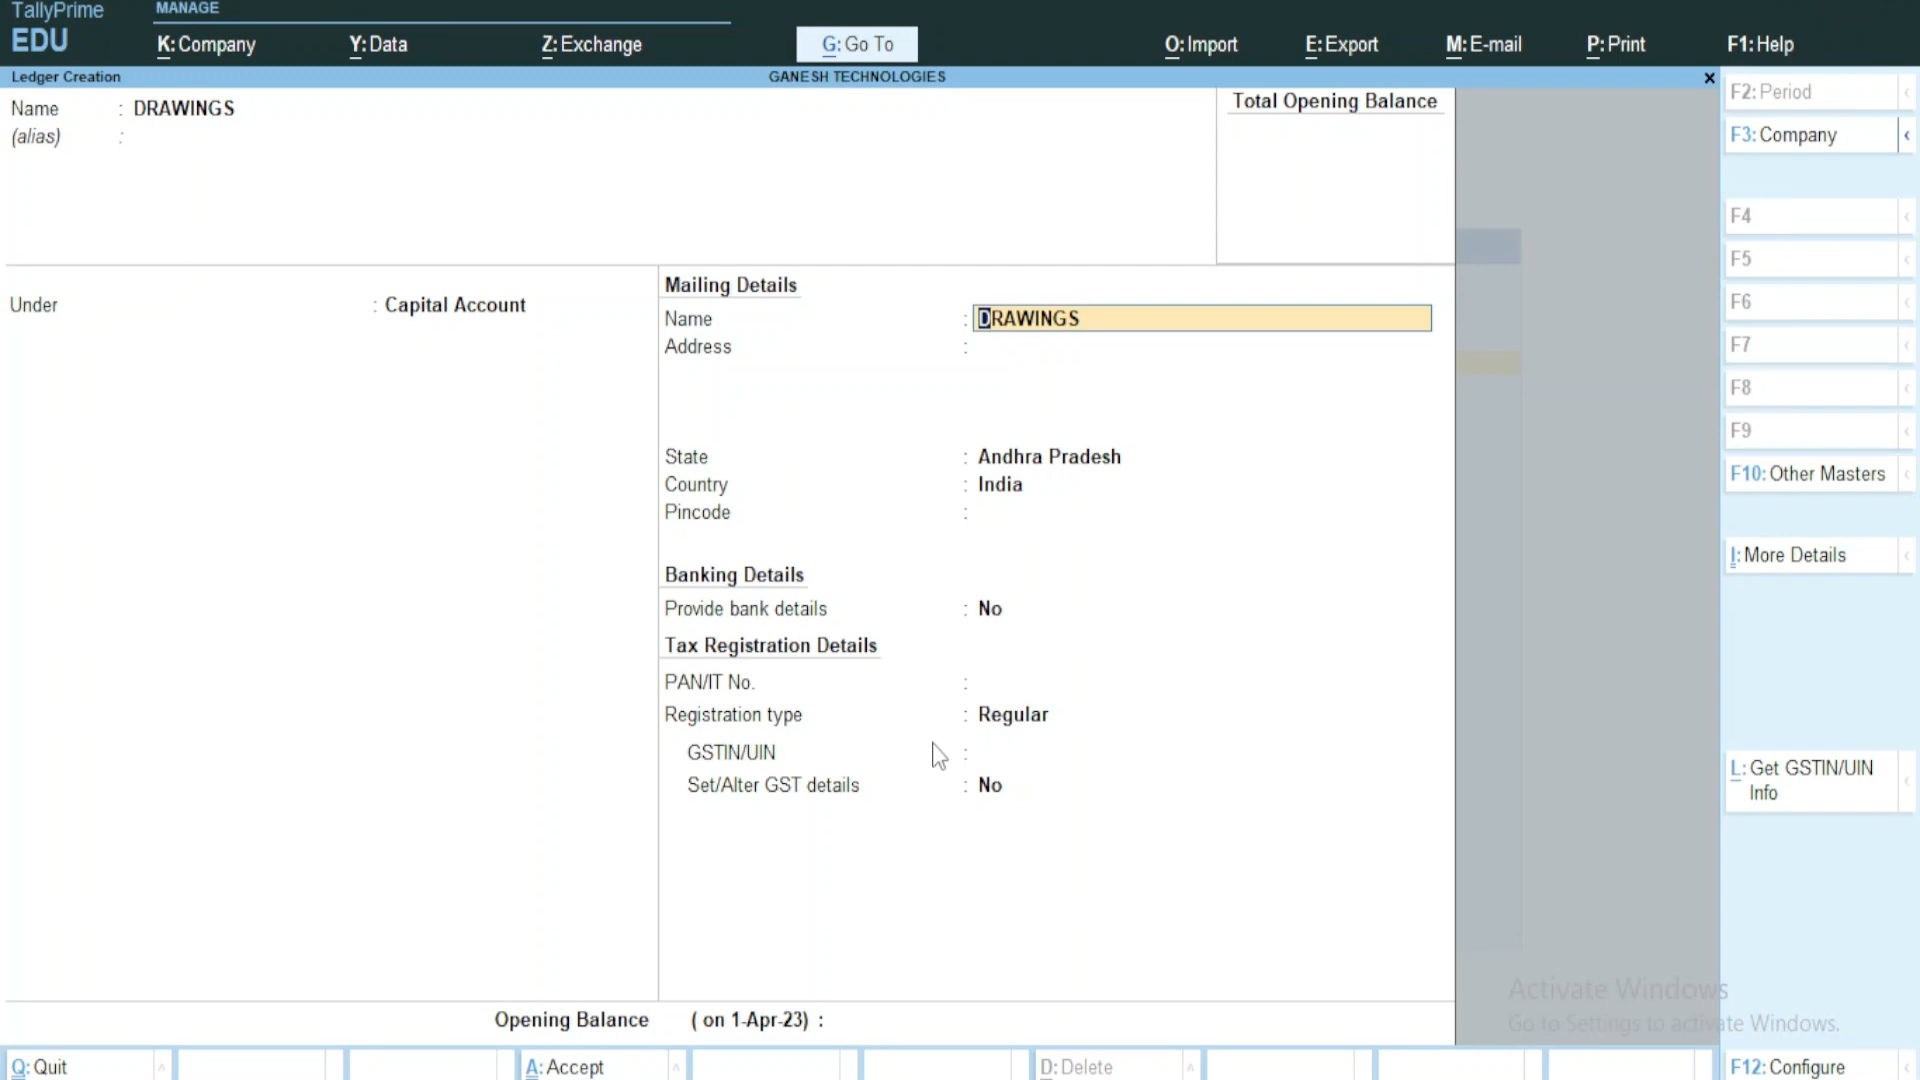 TallyPrime
MANAGE
EDU
K: Company
Y: Data
Z: Exchange
G: Go To
O: Import
E: Export
M: E-mail
P: Print
F1: Help
Ledger Creation
GANESH TECHNOLOGIES
x
Name : DRAWINGS
(alias) :
Total Opening Balance
Under : Capital Account
Mailing Details
Name : DRAWINGS
Address :
State : Andhra Pradesh
Country : India
Pincode :
Banking Details
Provide bank details : No
Tax Registration Details
PAN/IT No. :
Registration type : Regular
GSTIN/UIN :
Set/Alter GST details : No
Opening Balance ( on 1-Apr-23) :
F2: Period
F3: Company
F4
F5
F6
F7
F8
F9
F10: Other Masters
I: More Details
L: Get GSTIN/UIN
Info
Activate Windows
Go to Settings to activate Windows.
Q: Quit
A: Accept
D: Delete
F12: Configure